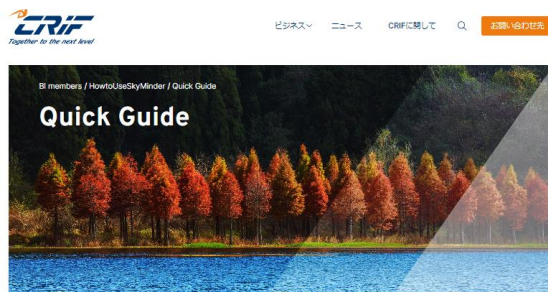 CRIF
Together to the next level
ビジネス
ニュース
CRIFに関して
お問い合わせ先
BI members / HowtoUseSkyMinder / Quick Guide
Quick Guide